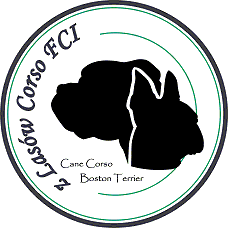 z Lasów Corso FCI
Cane Corso
Boston Terrier